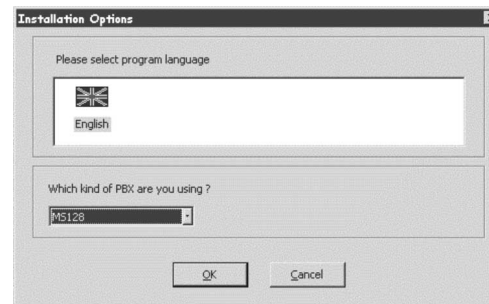 Installation Options
Please select program language
English
Which kind of PBX are you using ?
MS128
OK
Cancel